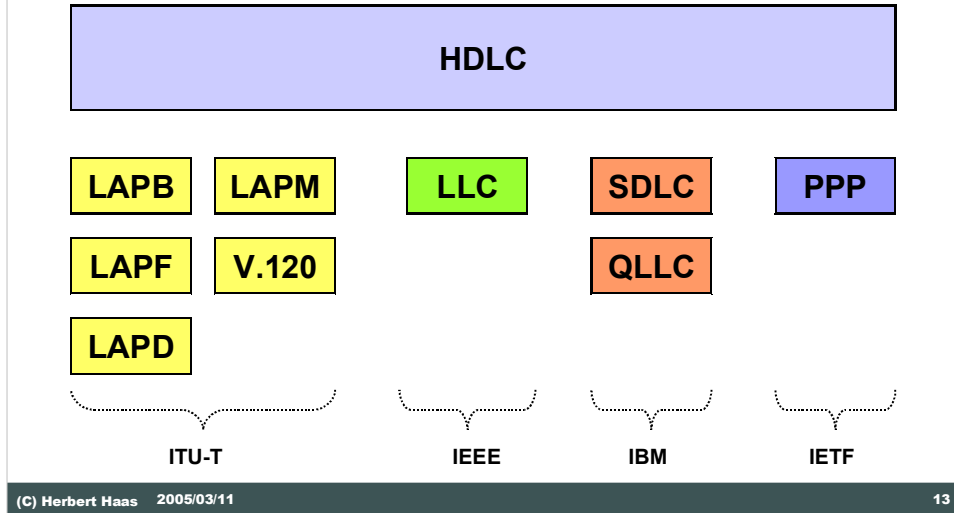 HDLC
LAPB LAPM LLC SDLC PPP
LAPF V.120 QLLC
LAPD
ITU-T IEEE IBM IETF
(C) Herbert Haas 2005/03/11 13